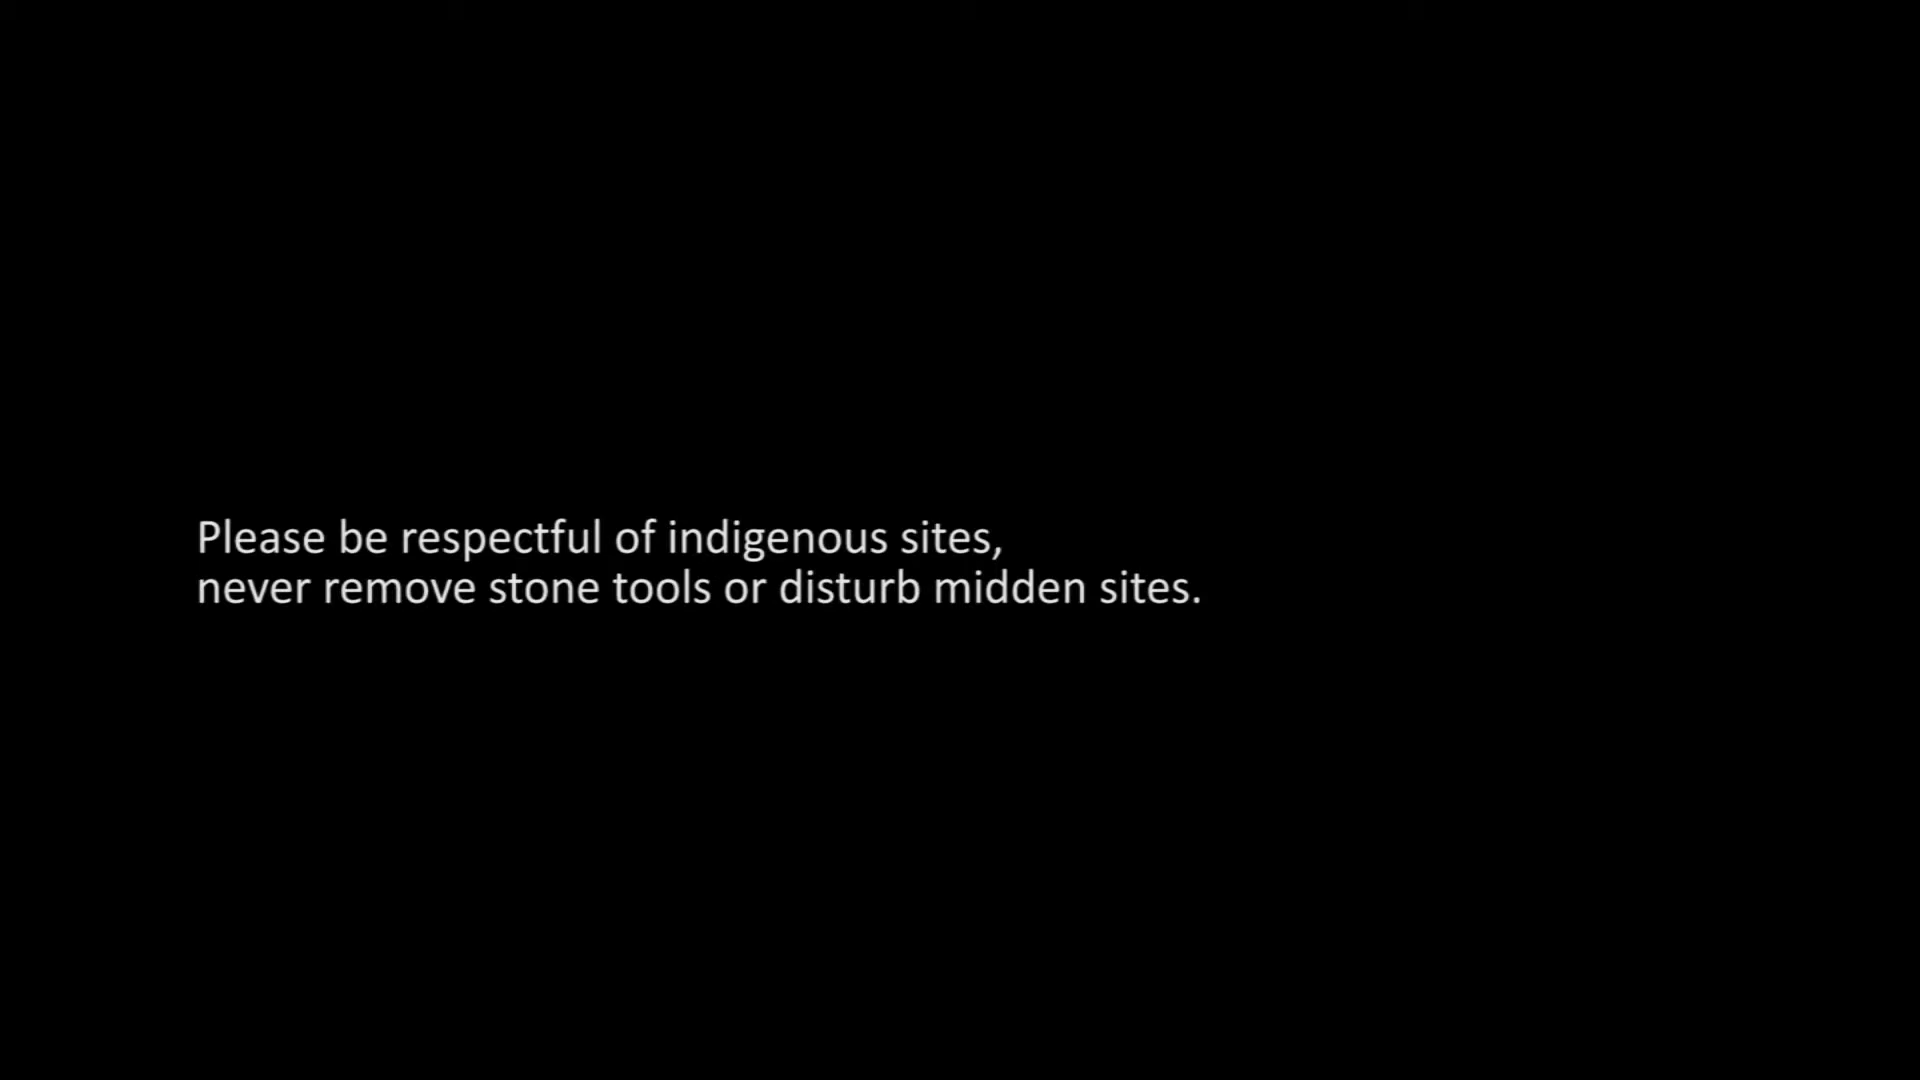 Please be respectful of indigenous sites,
never remove stone tools or disturb midden sites.